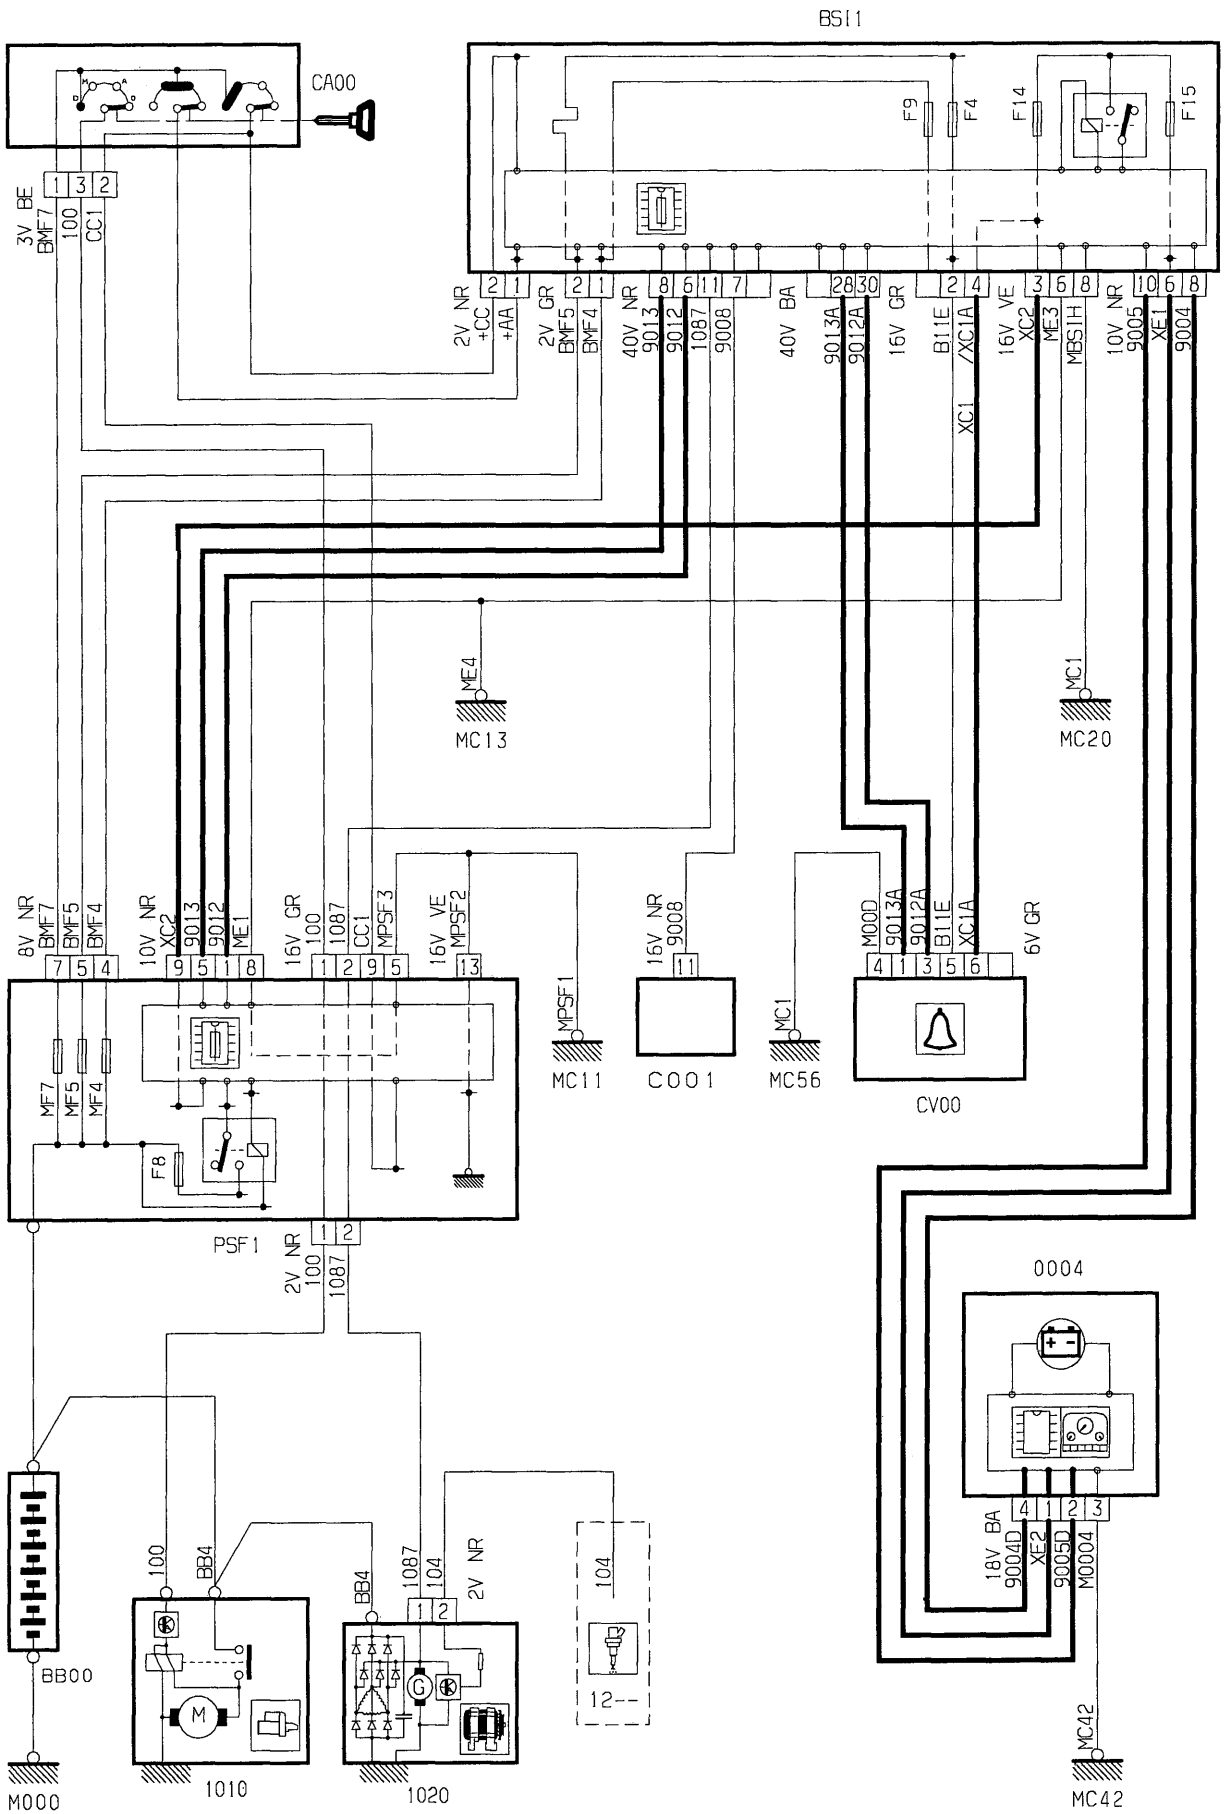 BSI1
CA00
M
A
D
D
F9
F4
F14
F15
1 3 2
3V BE
BMF7
100
CC1
2 1
2 1
8 6 11 7
28 30
2 4
3 6 8
10 6 8
2V NR
+CC
+AA
2V GR
BMF5
BMF4
40V NR
9013
9012
1087
9008
40V BA
9013A
9012A
16V GR
B11E
/XC1A
XC1
16V VE
XC2
ME3
MBSIH
10V NR
9005
XE1
9004
ME4
MC13
MC1
MC20
8V NR
BMF7
BMF5
BMF4
10V NR
XC2
9013
9012
ME1
16V GR
100
1087
CC1
MPSF3
16V VE
MPSF2
16V NR
9008
M00D
9013A
9012A
B11E
XC1A
6V GR
7 5 4
9 5 1 8
1 2 9 5
13
11
4 1 3 5 6
MPSF1
MC11
C001
MC1
MC56
CV00
MF7
MF5
MF4
F8
PSF1
1 2
2V NR
100
1087
0004
+ -
4 1 2 3
18V BA
9004D
XE2
9005D
M0004
100
BB4
BB4
1087
104
2V NR
104
1 2
BB00
M
G
12--
M000
1010
1020
MC42
MC42